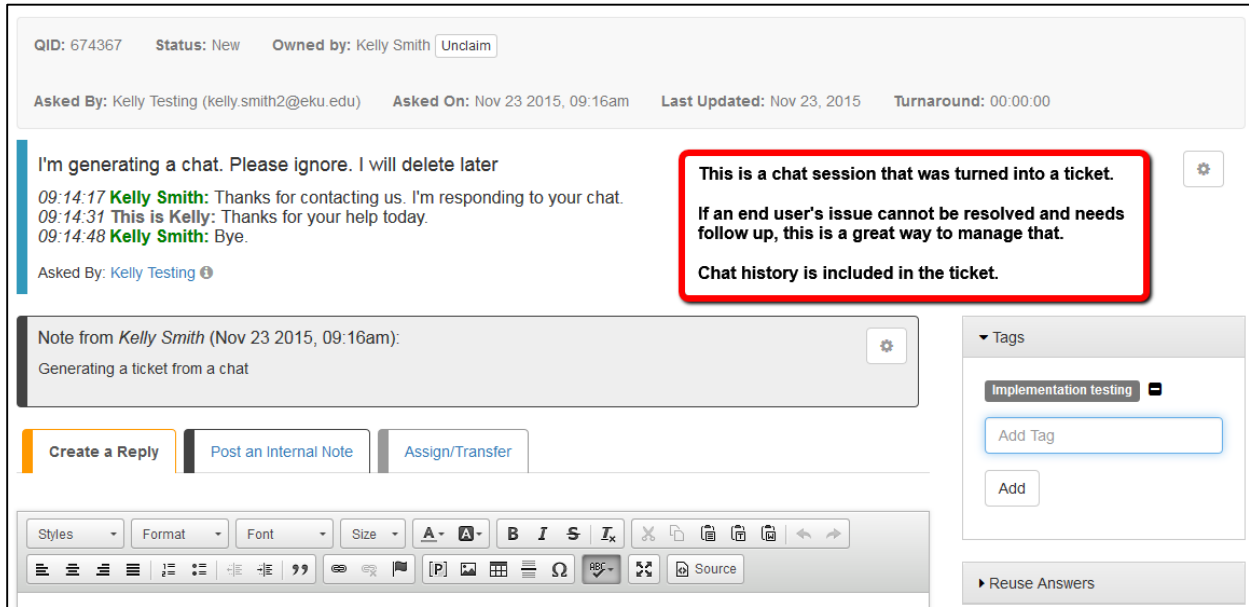 QID: 674367 Status: New Owned by: Kelly Smith Unclaim
Asked By: Kelly Testing (kelly.smith2@eku.edu) Asked On: Nov 23 2015, 09:16am Last Updated: Nov 23, 2015 Turnaround: 00:00:00
I'm generating a chat. Please ignore. I will delete later
09:14:17 Kelly Smith: Thanks for contacting us. I'm responding to your chat.
09:14:31 This is Kelly: Thanks for your help today.
09:14:48 Kelly Smith: Bye.
Asked By: Kelly Testing
This is a chat session that was turned into a ticket.
If an end user's issue cannot be resolved and needs
follow up, this is a great way to manage that.
Chat history is included in the ticket.
Note from Kelly Smith (Nov 23 2015, 09:16am):
Generating a ticket from a chat
Tags
Implementation testing
Add Tag
Add
Create a Reply Post an Internal Note Assign/Transfer
Styles Format Font Size A A B I S Ix
[P] Ω ABC Source
Reuse Answers